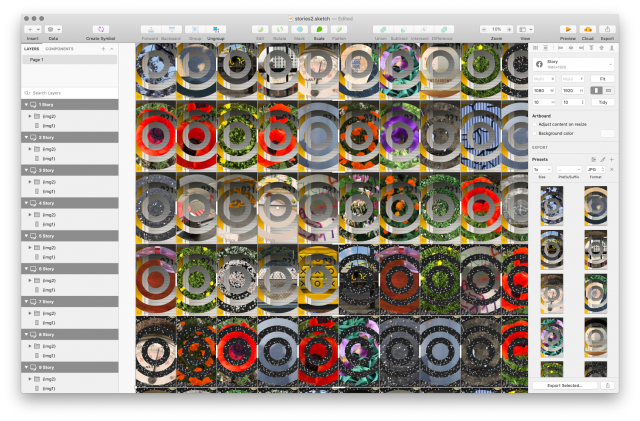 stories2.sketch — Edited
Insert
Data
Create Symbol
Forward
Backward
Group
Ungroup
Edit
Rotate
Mask
Scale
Flatten
Union
Subtract
Intersect
Difference
10%
Zoom
View
Preview
Cloud
Export
LAYERS
COMPONENTS
Page 1
Search Layers
1 Story
{img2}
{img1}
2 Story
{img2}
{img1}
3 Story
{img2}
{img1}
4 Story
{img2}
{img1}
5 Story
{img2}
{img1}
6 Story
{img2}
{img1}
7 Story
{img2}
{img1}
8 Story
{img2}
{img1}
9 Story
{img2}
{img1}
Story
Fit
1080 W
1920 H
10
10
Tidy
Artboard
Adjust content on resize
Background color
EXPORT
Presets
1x
JPG
Size
Prefix/Suffix
Format
Export Selected...